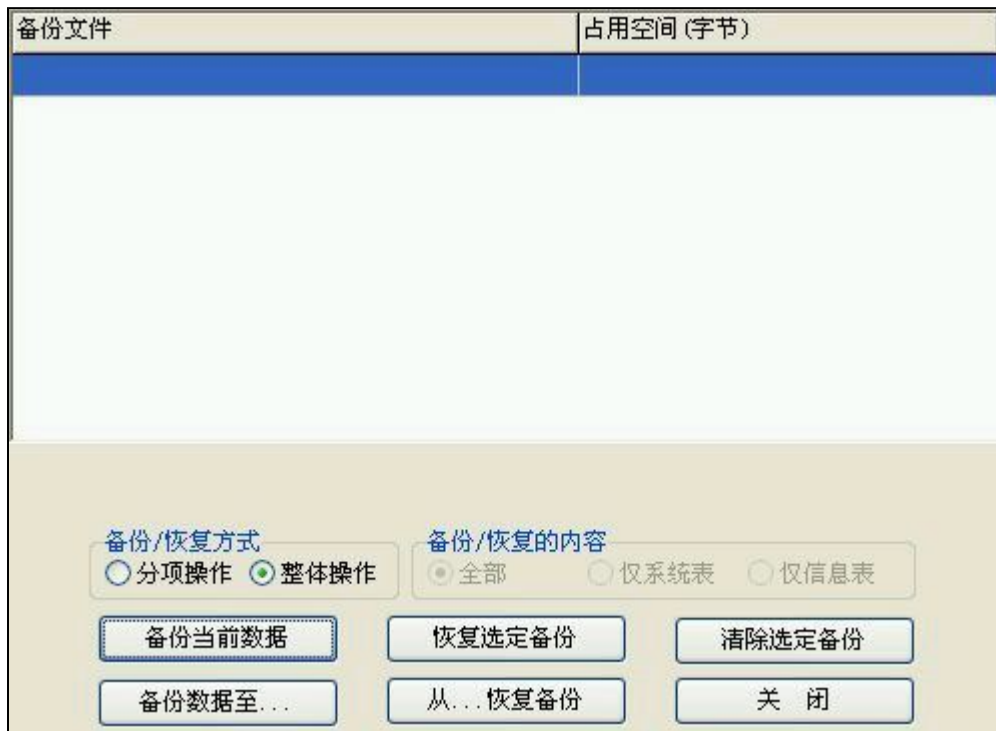 备份文件 占用空间(字节)
备份/恢复方式 备份/恢复的内容
分项操作 整体操作 全部 仅系统表 仅信息表
备份当前数据 恢复选定备份 清除选定备份
备份数据至... 从...恢复备份 关 闭